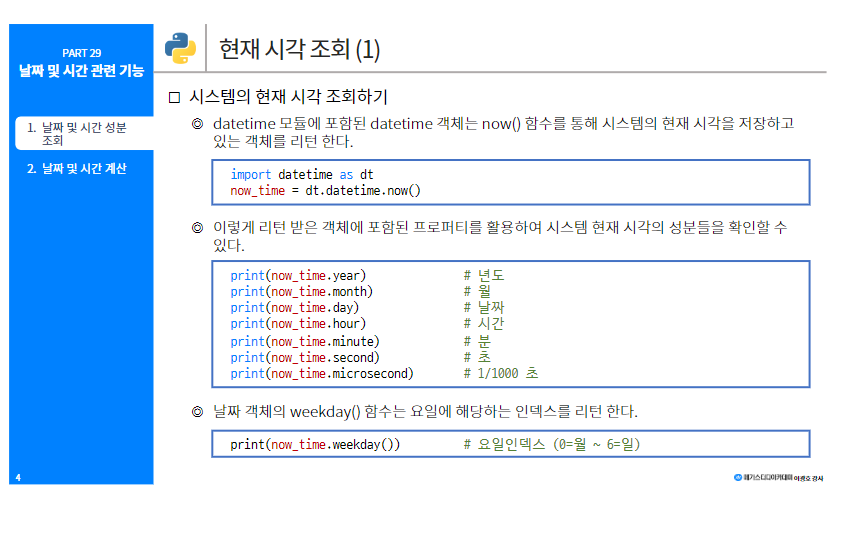 PART 29
날짜 및 시간 관련 기능
1. 날짜 및 시간 성분
조회
2. 날짜 및 시간 계산
현재 시각 조회 (1)
□ 시스템의 현재 시각 조회하기
◎ datetime 모듈에 포함된 datetime 객체는 now() 함수를 통해 시스템의 현재 시각을 저장하고
있는 객체를 리턴 한다.
import datetime as dt
now_time = dt.datetime.now()
◎ 이렇게 리턴 받은 객체에 포함된 프로퍼티를 활용하여 시스템 현재 시각의 성분들을 확인할 수
있다.
print(now_time.year) # 년도
print(now_time.month) # 월
print(now_time.day) # 날짜
print(now_time.hour) # 시간
print(now_time.minute) # 분
print(now_time.second) # 초
print(now_time.microsecond) # 1/1000 초
◎ 날짜 객체의 weekday() 함수는 요일에 해당하는 인덱스를 리턴 한다.
print(now_time.weekday()) # 요일인덱스 (0=월 ~ 6=일)
4
메가스터디아카데미 이광호 강사